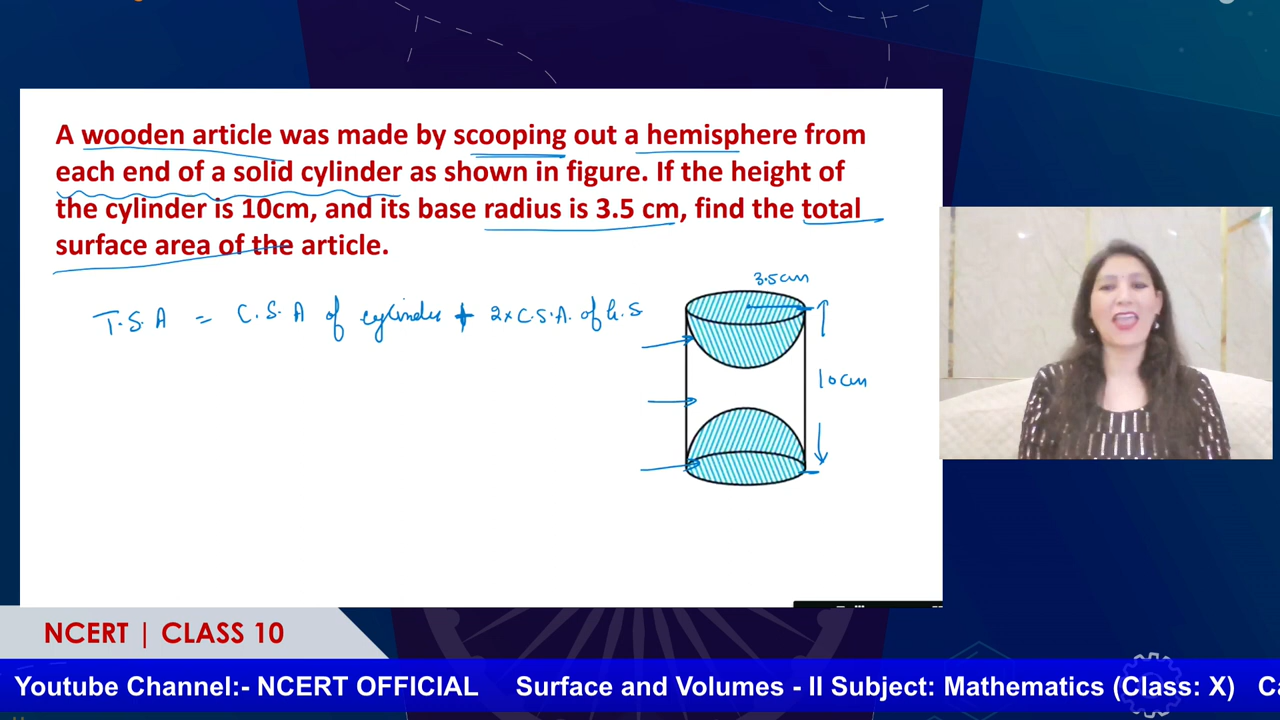 A wooden article was made by scooping out a hemisphere from
each end of a solid cylinder as shown in figure. If the height of
the cylinder is 10cm, and its base radius is 3.5 cm, find the total
surface area of the article.
3.5cm
T.S.A = C.S.A of cylinder + 2×C.S.A. of h.s
10cm
NCERT | CLASS 10
Youtube Channel:- NCERT OFFICIAL Surface and Volumes - II Subject: Mathematics (Class: X)